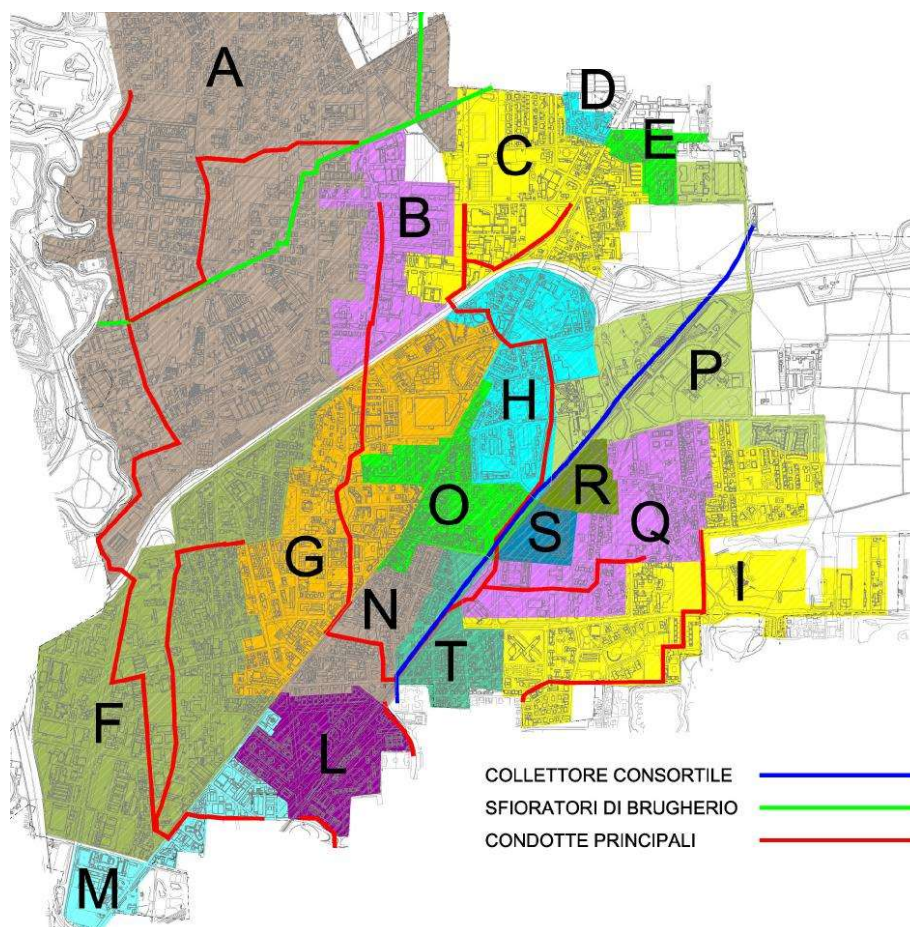 A
D
E
C
B
P
H
R
O
S
Q
G
I
N
T
F
L
M
COLLETTORE CONSORTILE
SFIORATORI DI BRUGHERIO
CONDOTTE PRINCIPALI